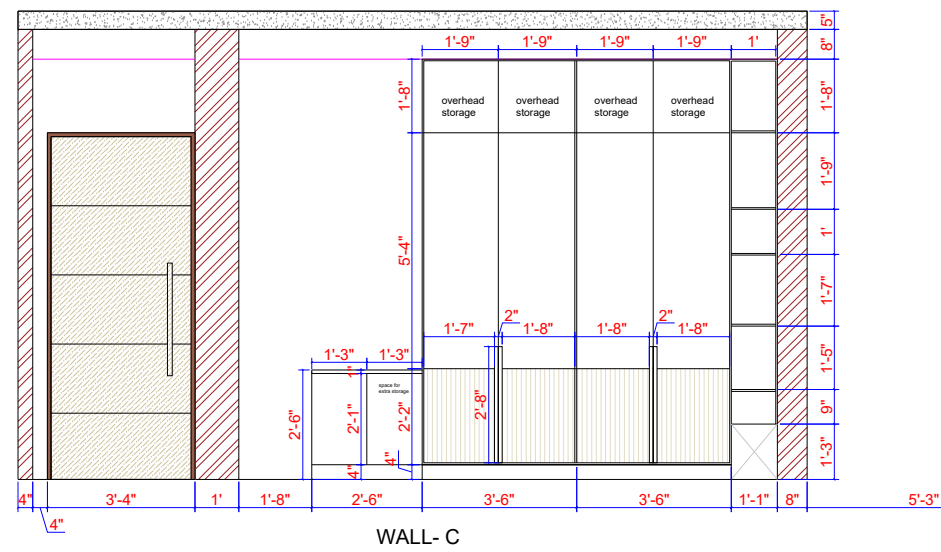 5"
8"
1'-9" 1'-9" 1'-9" 1'-9" 1'
1'-8"
1'-8"
overhead storage
overhead storage
overhead storage
overhead storage
1'-9"
1'
5'-4"
1'-7"
2" 2"
1'-7" 1'-8" 1'-8" 1'-8"
1'-5"
1'-3" 1'-3"
1"
space for
extra storage
2'-6" 2'-1" 2'-2" 2'-8"
9"
1'-3"
4" 4"
4" 3'-4" 1' 1'-8" 2'-6" 3'-6" 3'-6" 1'-1" 8" 5'-3"
4"
WALL- C